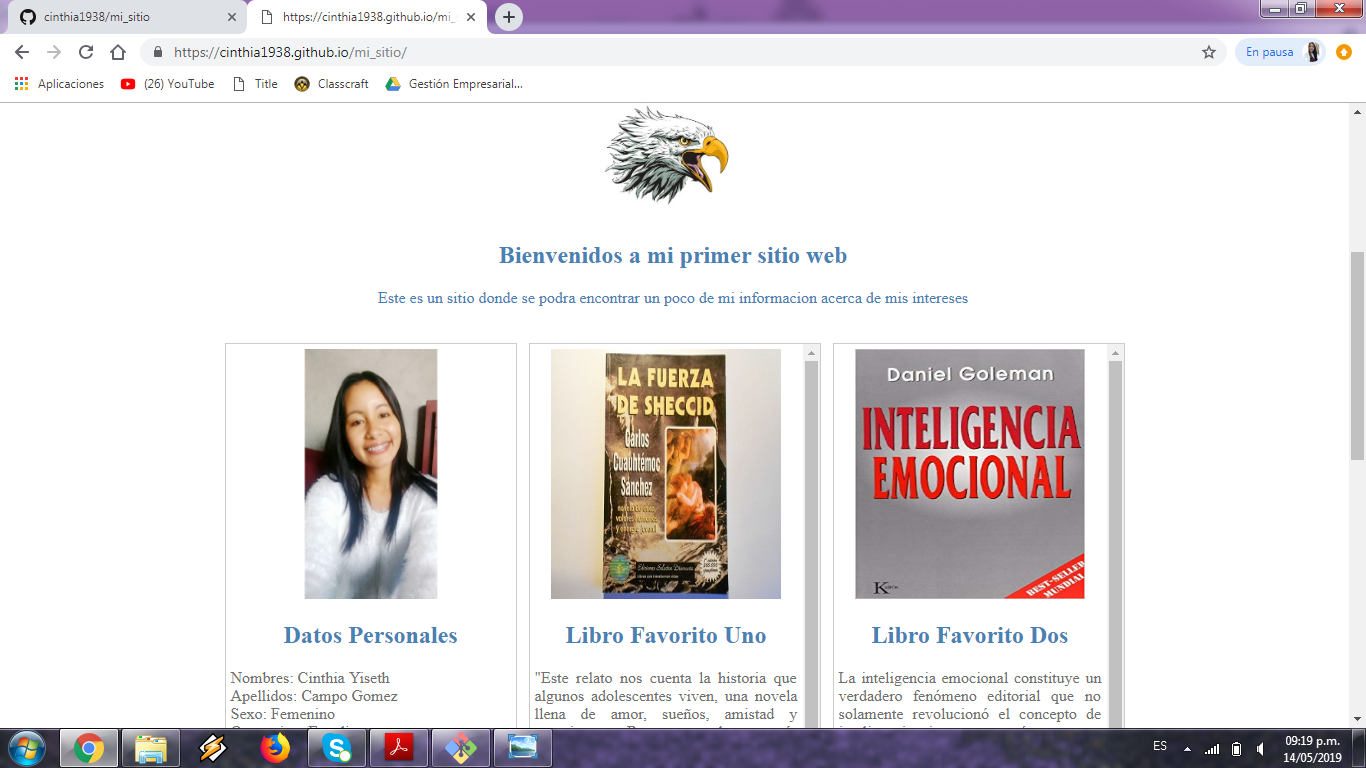 cinthia1938/mi_sitio
https://cinthia1938.github.io/mi_
https://cinthia1938.github.io/mi_sitio/
En pausa
Aplicaciones
(26) YouTube
Title
Classcraft
Gestión Empresarial...
Bienvenidos a mi primer sitio web
Este es un sitio donde se podra encontrar un poco de mi informacion acerca de mis intereses
LA FUERZA
DE SHECCID
Carlos
Cuauhtémoc
Sánchez
Daniel Goleman
INTELIGENCIA
EMOCIONAL
BEST-SELLER
MUNDIAL
Datos Personales
Nombres: Cinthia Yiseth
Apellidos: Campo Gomez
Sexo: Femenino
Libro Favorito Uno
"Este relato nos cuenta la historia que
algunos adolescentes viven, una novela
llena de amor, sueños, amistad y
Libro Favorito Dos
La inteligencia emocional constituye un
verdadero fenómeno editorial que no
solamente revolucionó el concepto de
ES
09:19 p.m.
14/05/2019